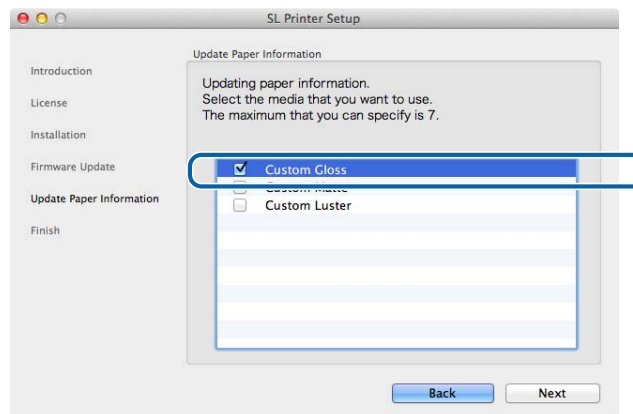 SL Printer Setup
Update Paper Information
Introduction
License
Installation
Firmware Update
Update Paper Information
Finish
Updating paper information.
Select the media that you want to use.
The maximum that you can specify is 7.
Custom Gloss
Custom Matte
Custom Luster
Back
Next